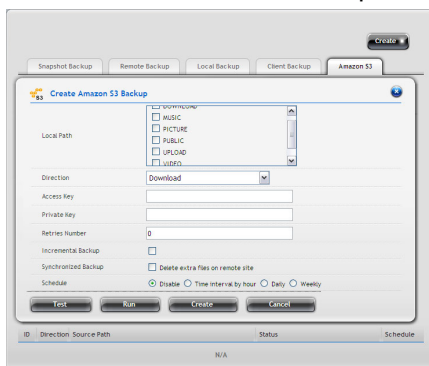 Create
Snapshot Backup Remote Backup Local Backup Client Backup Amazon S3
S3 Create Amazon S3 Backup
DOWNLOAD
MUSIC
PICTURE
Local Path PUBLIC
UPLOAD
VIDEO
Direction Download
Access Key
Private Key
Retries Number 0
Incremental Backup
Synchronized Backup Delete extra files on remote site
Schedule Disable Time interval by hour Daily Weekly
Test Run Create Cancel
ID Direction Source Path Status Schedule
N/A